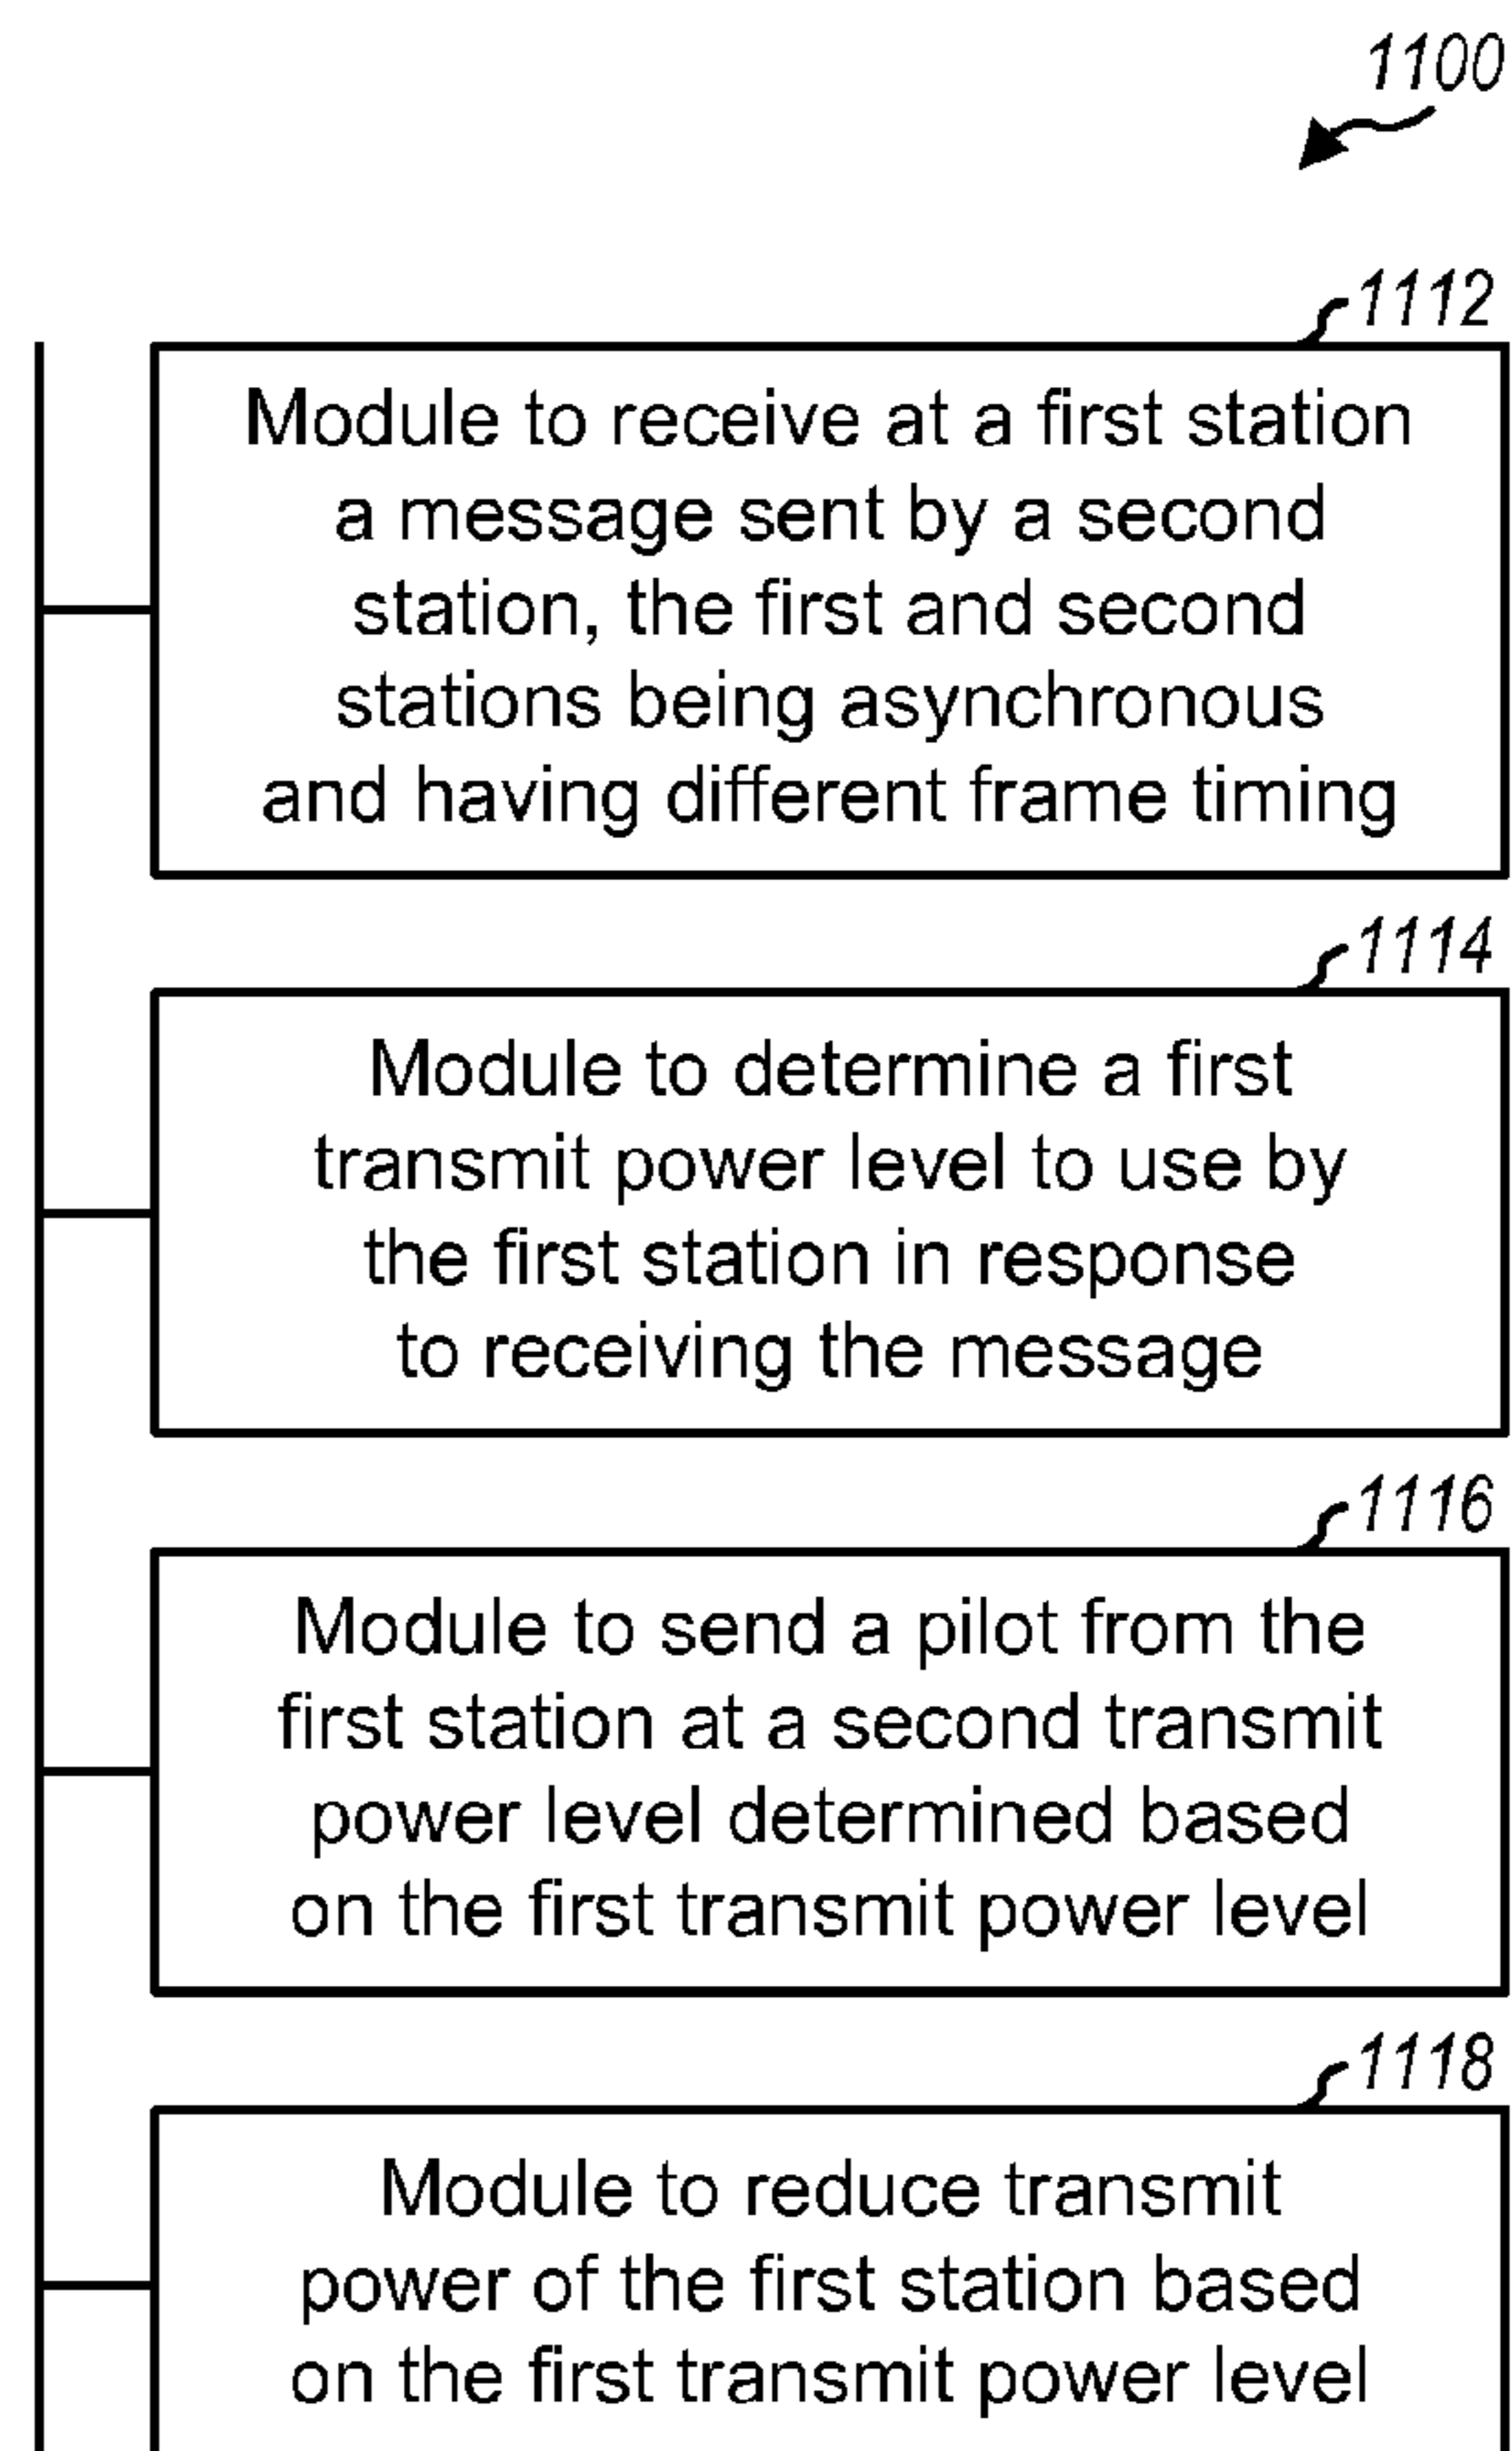 1100
1112
Module to receive at a first station
a message sent by a second
station, the first and second
stations being asynchronous
and having different frame timing
1114
Module to determine a first
transmit power level to use by
the first station in response
to receiving the message
1116
Module to send a pilot from the
first station at a second transmit
power level determined based
on the first transmit power level
1118
Module to reduce transmit
power of the first station based
on the first transmit power level